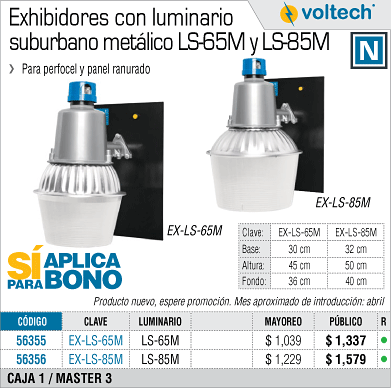 Exhibidores con luminario
suburbano metálico LS-65M y LS-85M
voltech
N
Para perfocel y panel ranurado
EX-LS-65M
EX-LS-85M
Clave: EX-LS-65M EX-LS-85M
Base: 30 cm 32 cm
Altura: 45 cm 50 cm
Fondo: 36 cm 40 cm
SÍ APLICA
PARA BONO
Producto nuevo, espere promoción. Mes aproximado de introducción: abril
CÓDIGO CLAVE LUMINARIO MAYOREO PÚBLICO R
56355 EX-LS-65M LS-65M $ 1,039 $ 1,337
56356 EX-LS-85M LS-85M $ 1,229 $ 1,579
CAJA 1 / MASTER 3